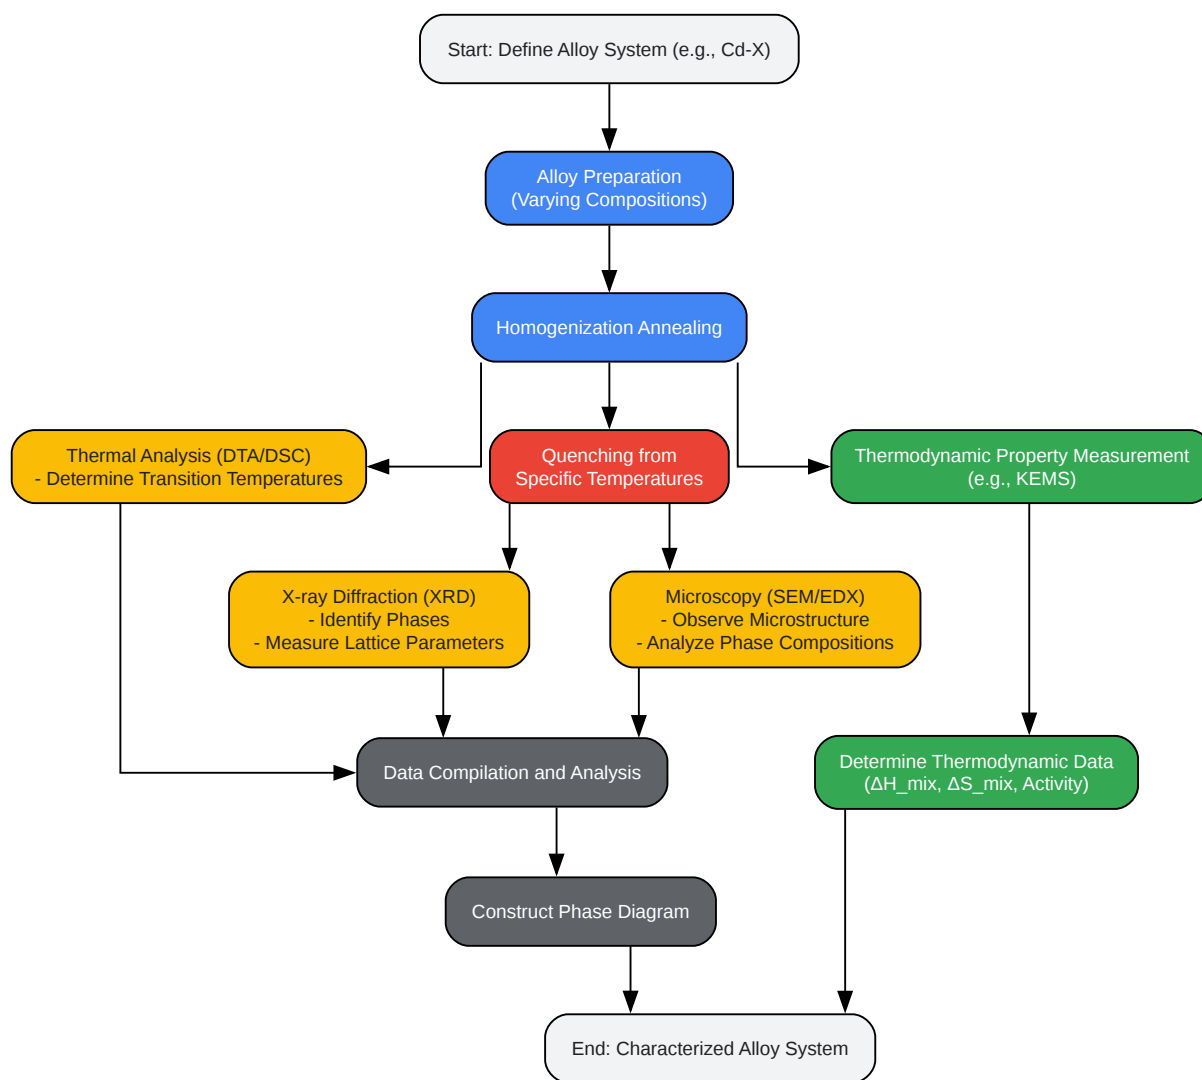 Start: Define Alloy System (e.g., Cd-X)
Alloy Preparation
(Varying Compositions)
Homogenization Annealing
Thermal Analysis (DTA/DSC)
- Determine Transition Temperatures
Quenching from
Specific Temperatures
Thermodynamic Property Measurement
(e.g., KEMS)
X-ray Diffraction (XRD)
- Identify Phases
- Measure Lattice Parameters
Microscopy (SEM/EDX)
- Observe Microstructure
- Analyze Phase Compositions
Data Compilation and Analysis
Determine Thermodynamic Data
(ΔH_mix, ΔS_mix, Activity)
Construct Phase Diagram
End: Characterized Alloy System